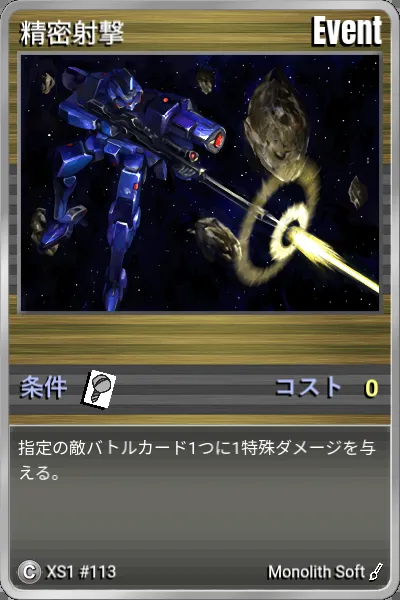 精密射撃 Event
条件 コスト 0
指定の敵バトルカード1つに1特殊ダメージを与
える。
C XS1 #113 Monolith Soft